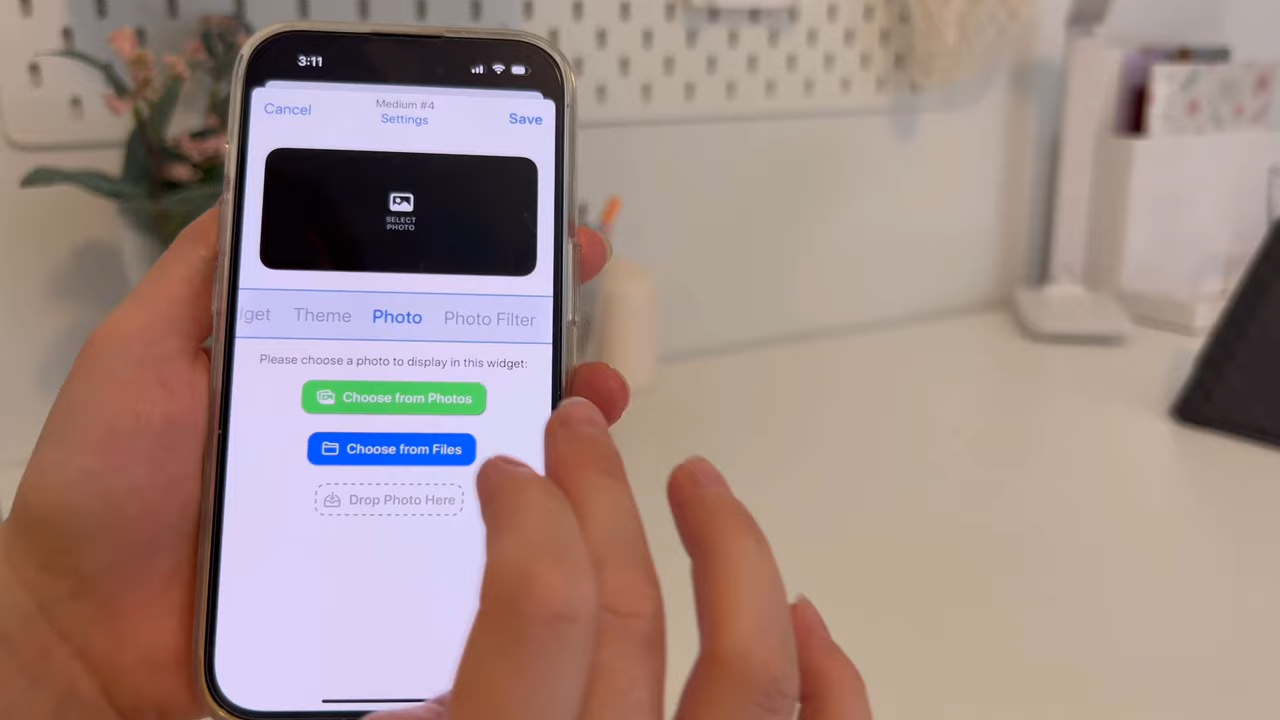 3:11
Cancel
Medium #4
Settings
Save
SELECT
PHOTO
lget
Theme
Photo
Photo Filter
Please choose a photo to display in this widget:
Choose from Photos
Choose from Files
Drop Photo Here